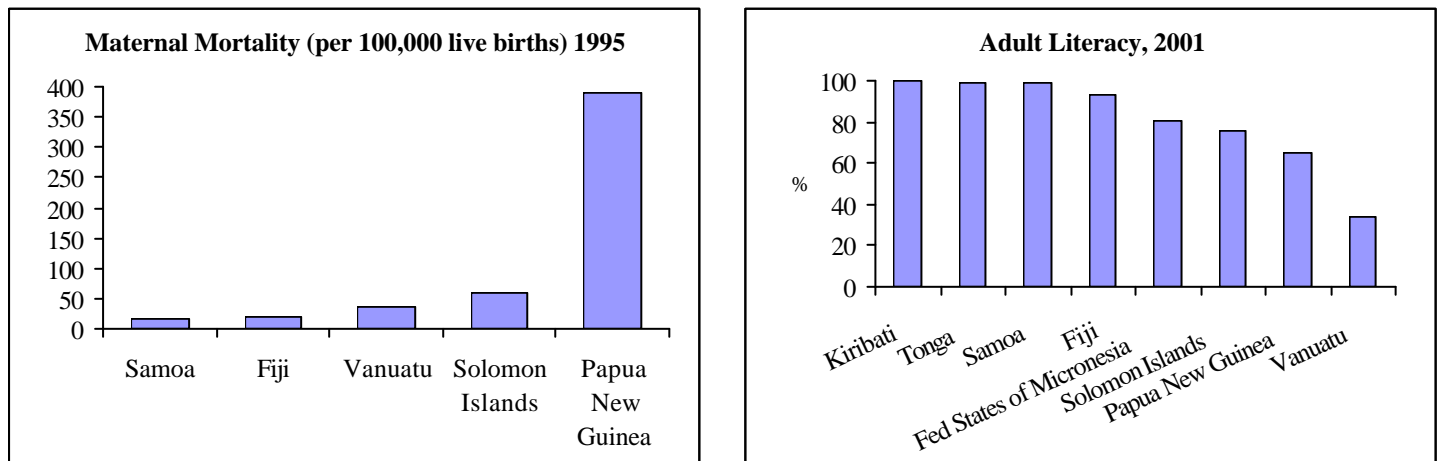 Maternal Mortality (per 100,000 live births) 1995
400
350
300
250
200
150
100
50
0
Samoa
Fiji
Vanuatu
Solomon
Islands
Papua
New
Guinea
Adult Literacy, 2001
100
80
60
40
20
0
%
Kiribati
Tonga
Samoa
Fiji
Fed States of Micronesia
Solomon Islands
Papua New Guinea
Vanuatu